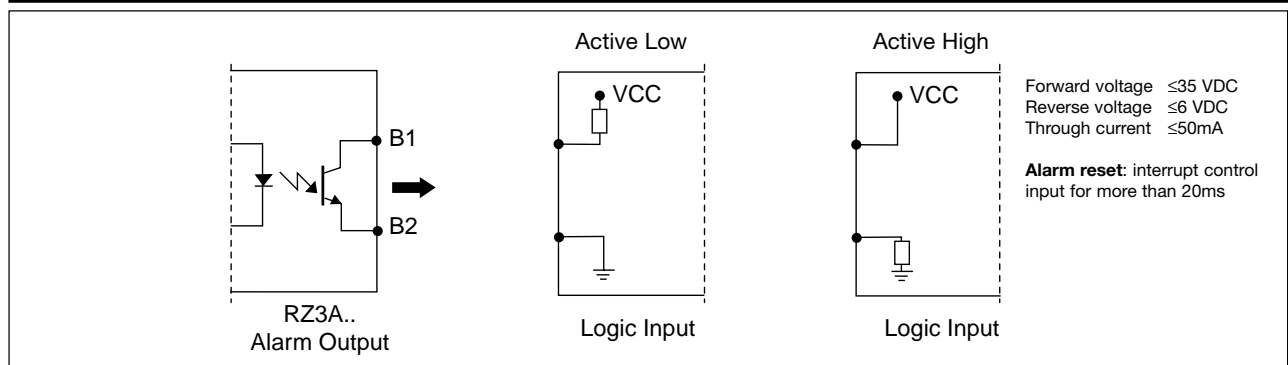 Active Low
Active High
VCC
VCC
Forward voltage ≤35 VDC
Reverse voltage ≤6 VDC
Through current ≤50mA
Alarm reset: interrupt control
input for more than 20ms
B1
B2
RZ3A..
Alarm Output
Logic Input
Logic Input